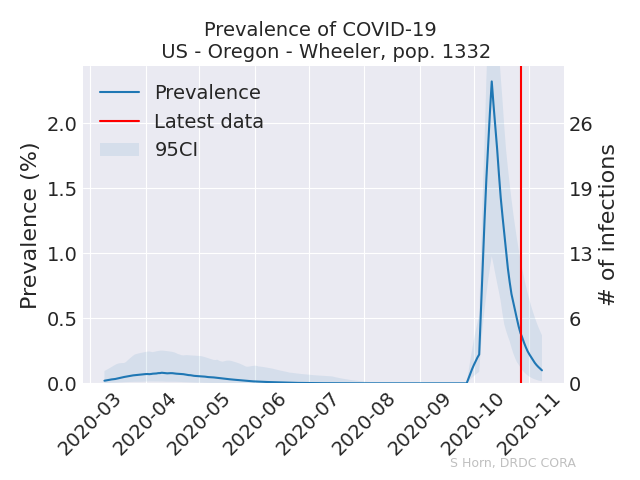 Prevalence of COVID-19
US - Oregon - Wheeler, pop. 1332
Prevalence
Latest data
95CI
Prevalence (%)
2.0
1.5
1.0
0.5
0.0
# of infections
26
19
13
6
0
2020-03
2020-04
2020-05
2020-06
2020-07
2020-08
2020-09
2020-10
2020-11
S Horn, DRDC CORA